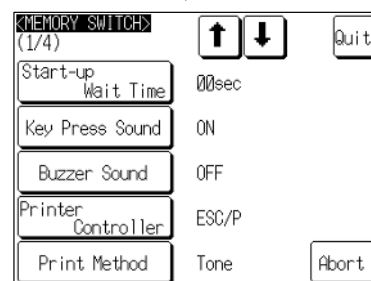 <MEMORY SWITCH>
(1/4)
Quit
Start-up
Wait Time
00sec
Key Press Sound
ON
Buzzer Sound
OFF
Printer
Controller
ESC/P
Print Method
Tone
Abort